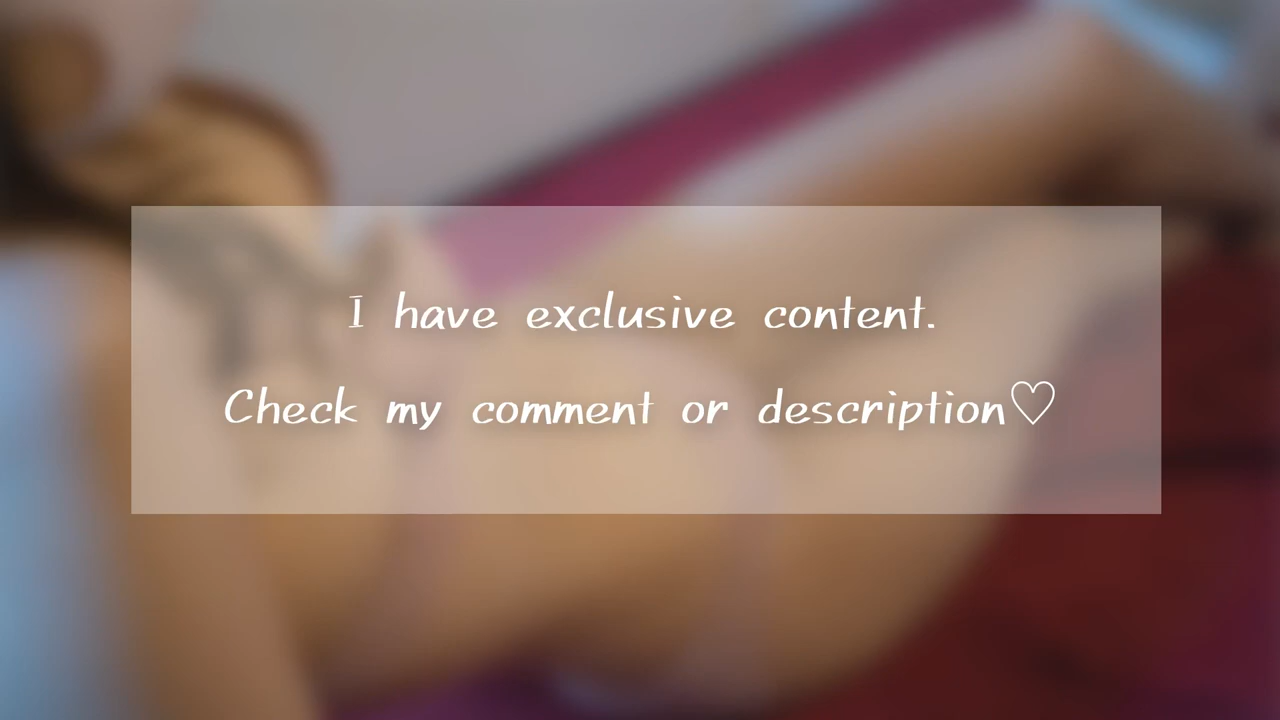 I have exclusive content.
Check my comment or description♡